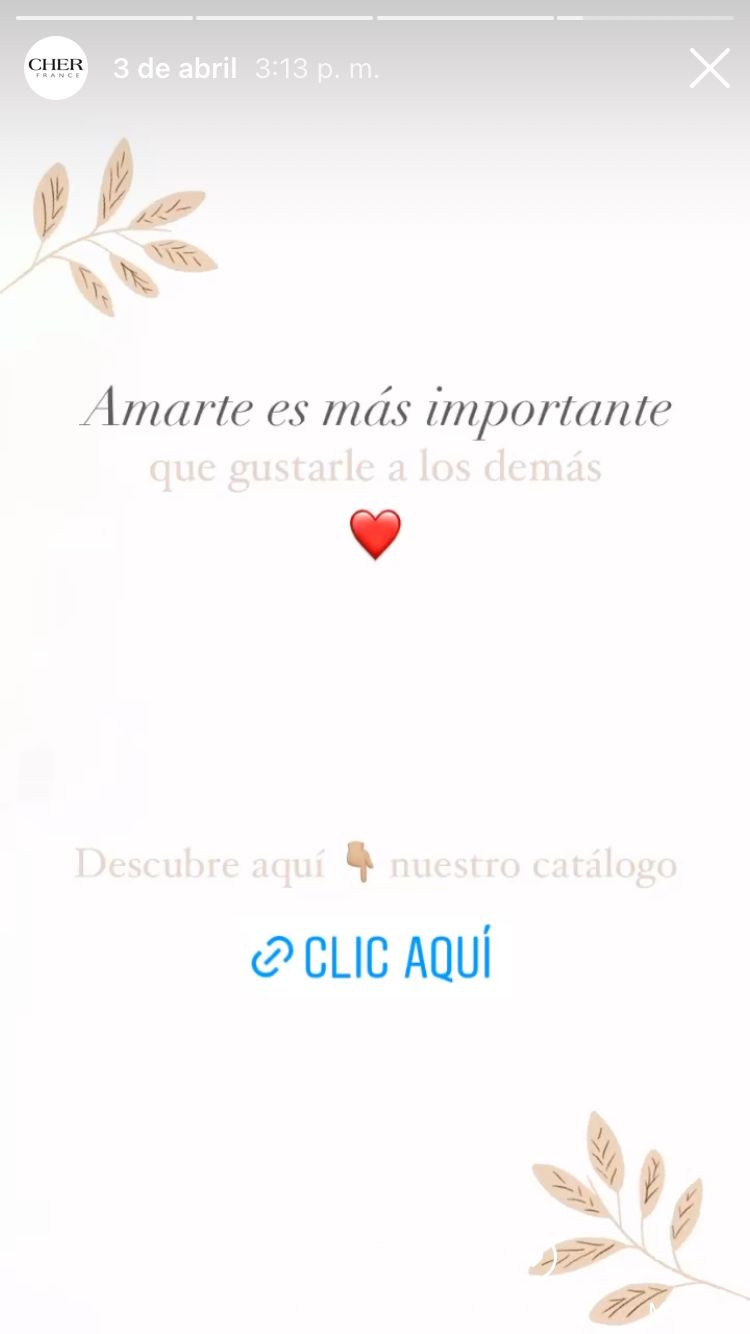 CHER
FRANCE
3 de abril 3:13 p. m.
Amarte es más importante
que gustarle a los demás
Descubre aquí nuestro catálogo
CLIC AQUÍ